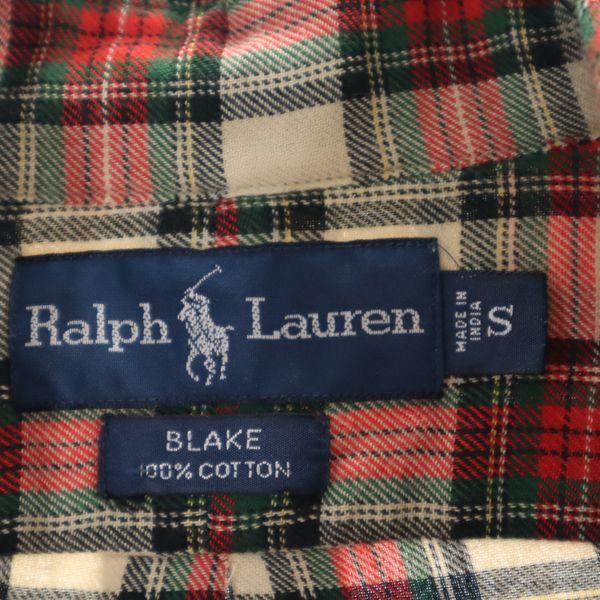 Ralph Lauren
MADE IN
INDIA
S
BLAKE
100% COTTON